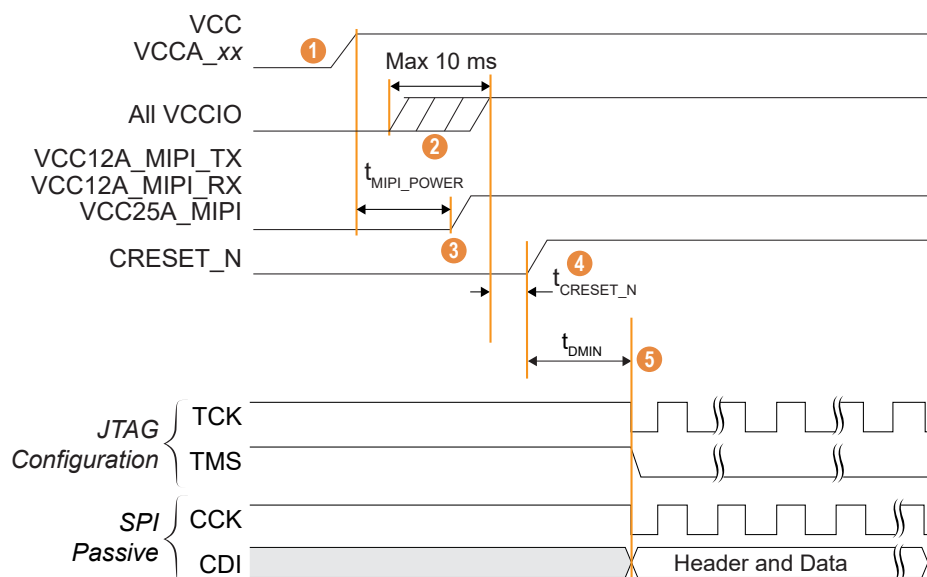 VCC
VCCA_xx
1
Max 10 ms
All VCCIO
2
VCC12A_MIPI_TX
VCC12A_MIPI_RX
VCC25A_MIPI
tMIPI_POWER
3
CRESET_N
4
tCRESET_N
tDMIN
5
JTAG
Configuration
TCK
TMS
SPI
Passive
CCK
CDI
Header and Data